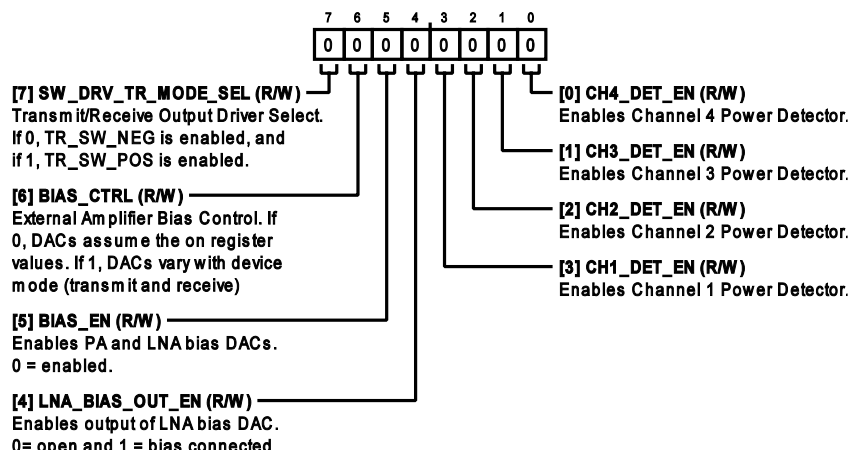 7 6 5 4 3 2 1 0
0 0 0 0 0 0 0 0
[7] SW_DRV_TR_MODE_SEL (R/W)
Transmit/Receive Output Driver Select.
If 0, TR_SW_NEG is enabled, and
if 1, TR_SW_POS is enabled.
[6] BIAS_CTRL (R/W)
External Amplifier Bias Control. If
0, DACs assume the on register
values. If 1, DACs vary with device
mode (transmit and receive)
[5] BIAS_EN (R/W)
Enables PA and LNA bias DACs.
0 = enabled.
[4] LNA_BIAS_OUT_EN (R/W)
Enables output of LNA bias DAC.
0= open and 1 = bias connected
[0] CH4_DET_EN (R/W)
Enables Channel 4 Power Detector.
[1] CH3_DET_EN (R/W)
Enables Channel 3 Power Detector.
[2] CH2_DET_EN (R/W)
Enables Channel 2 Power Detector.
[3] CH1_DET_EN (R/W)
Enables Channel 1 Power Detector.